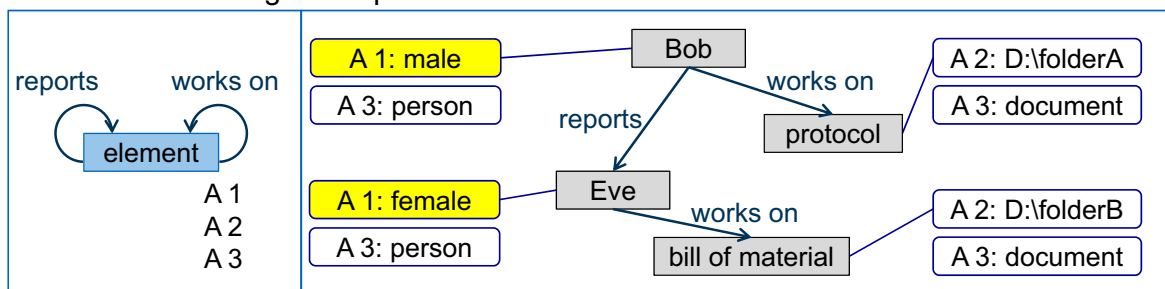 reports
works on
element
A 1
A 2
A 3
A 1: male
A 3: person
Bob
works on
A 2: D:\folderA
A 3: document
reports
protocol
A 1: female
A 3: person
Eve
works on
bill of material
A 2: D:\folderB
A 3: document